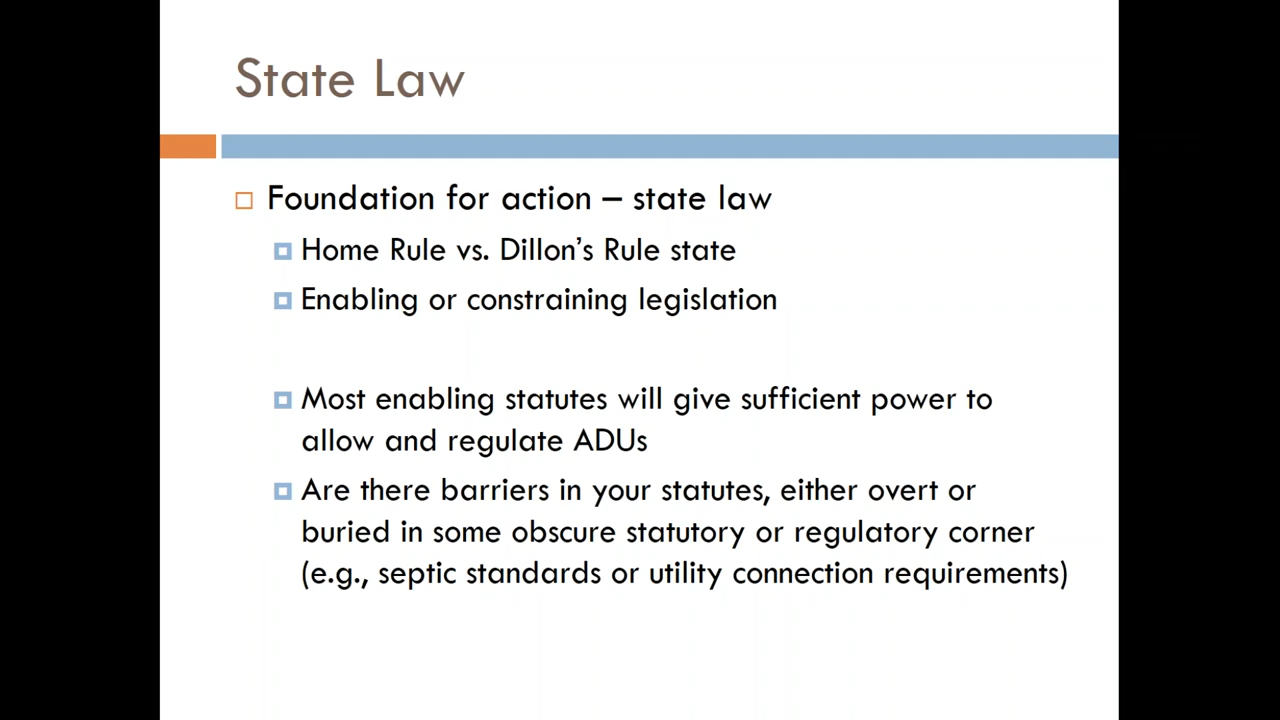 State Law
Foundation for action – state law
Home Rule vs. Dillon’s Rule state
Enabling or constraining legislation
Most enabling statutes will give sufficient power to
allow and regulate ADUs
Are there barriers in your statutes, either overt or
buried in some obscure statutory or regulatory corner
(e.g., septic standards or utility connection requirements)